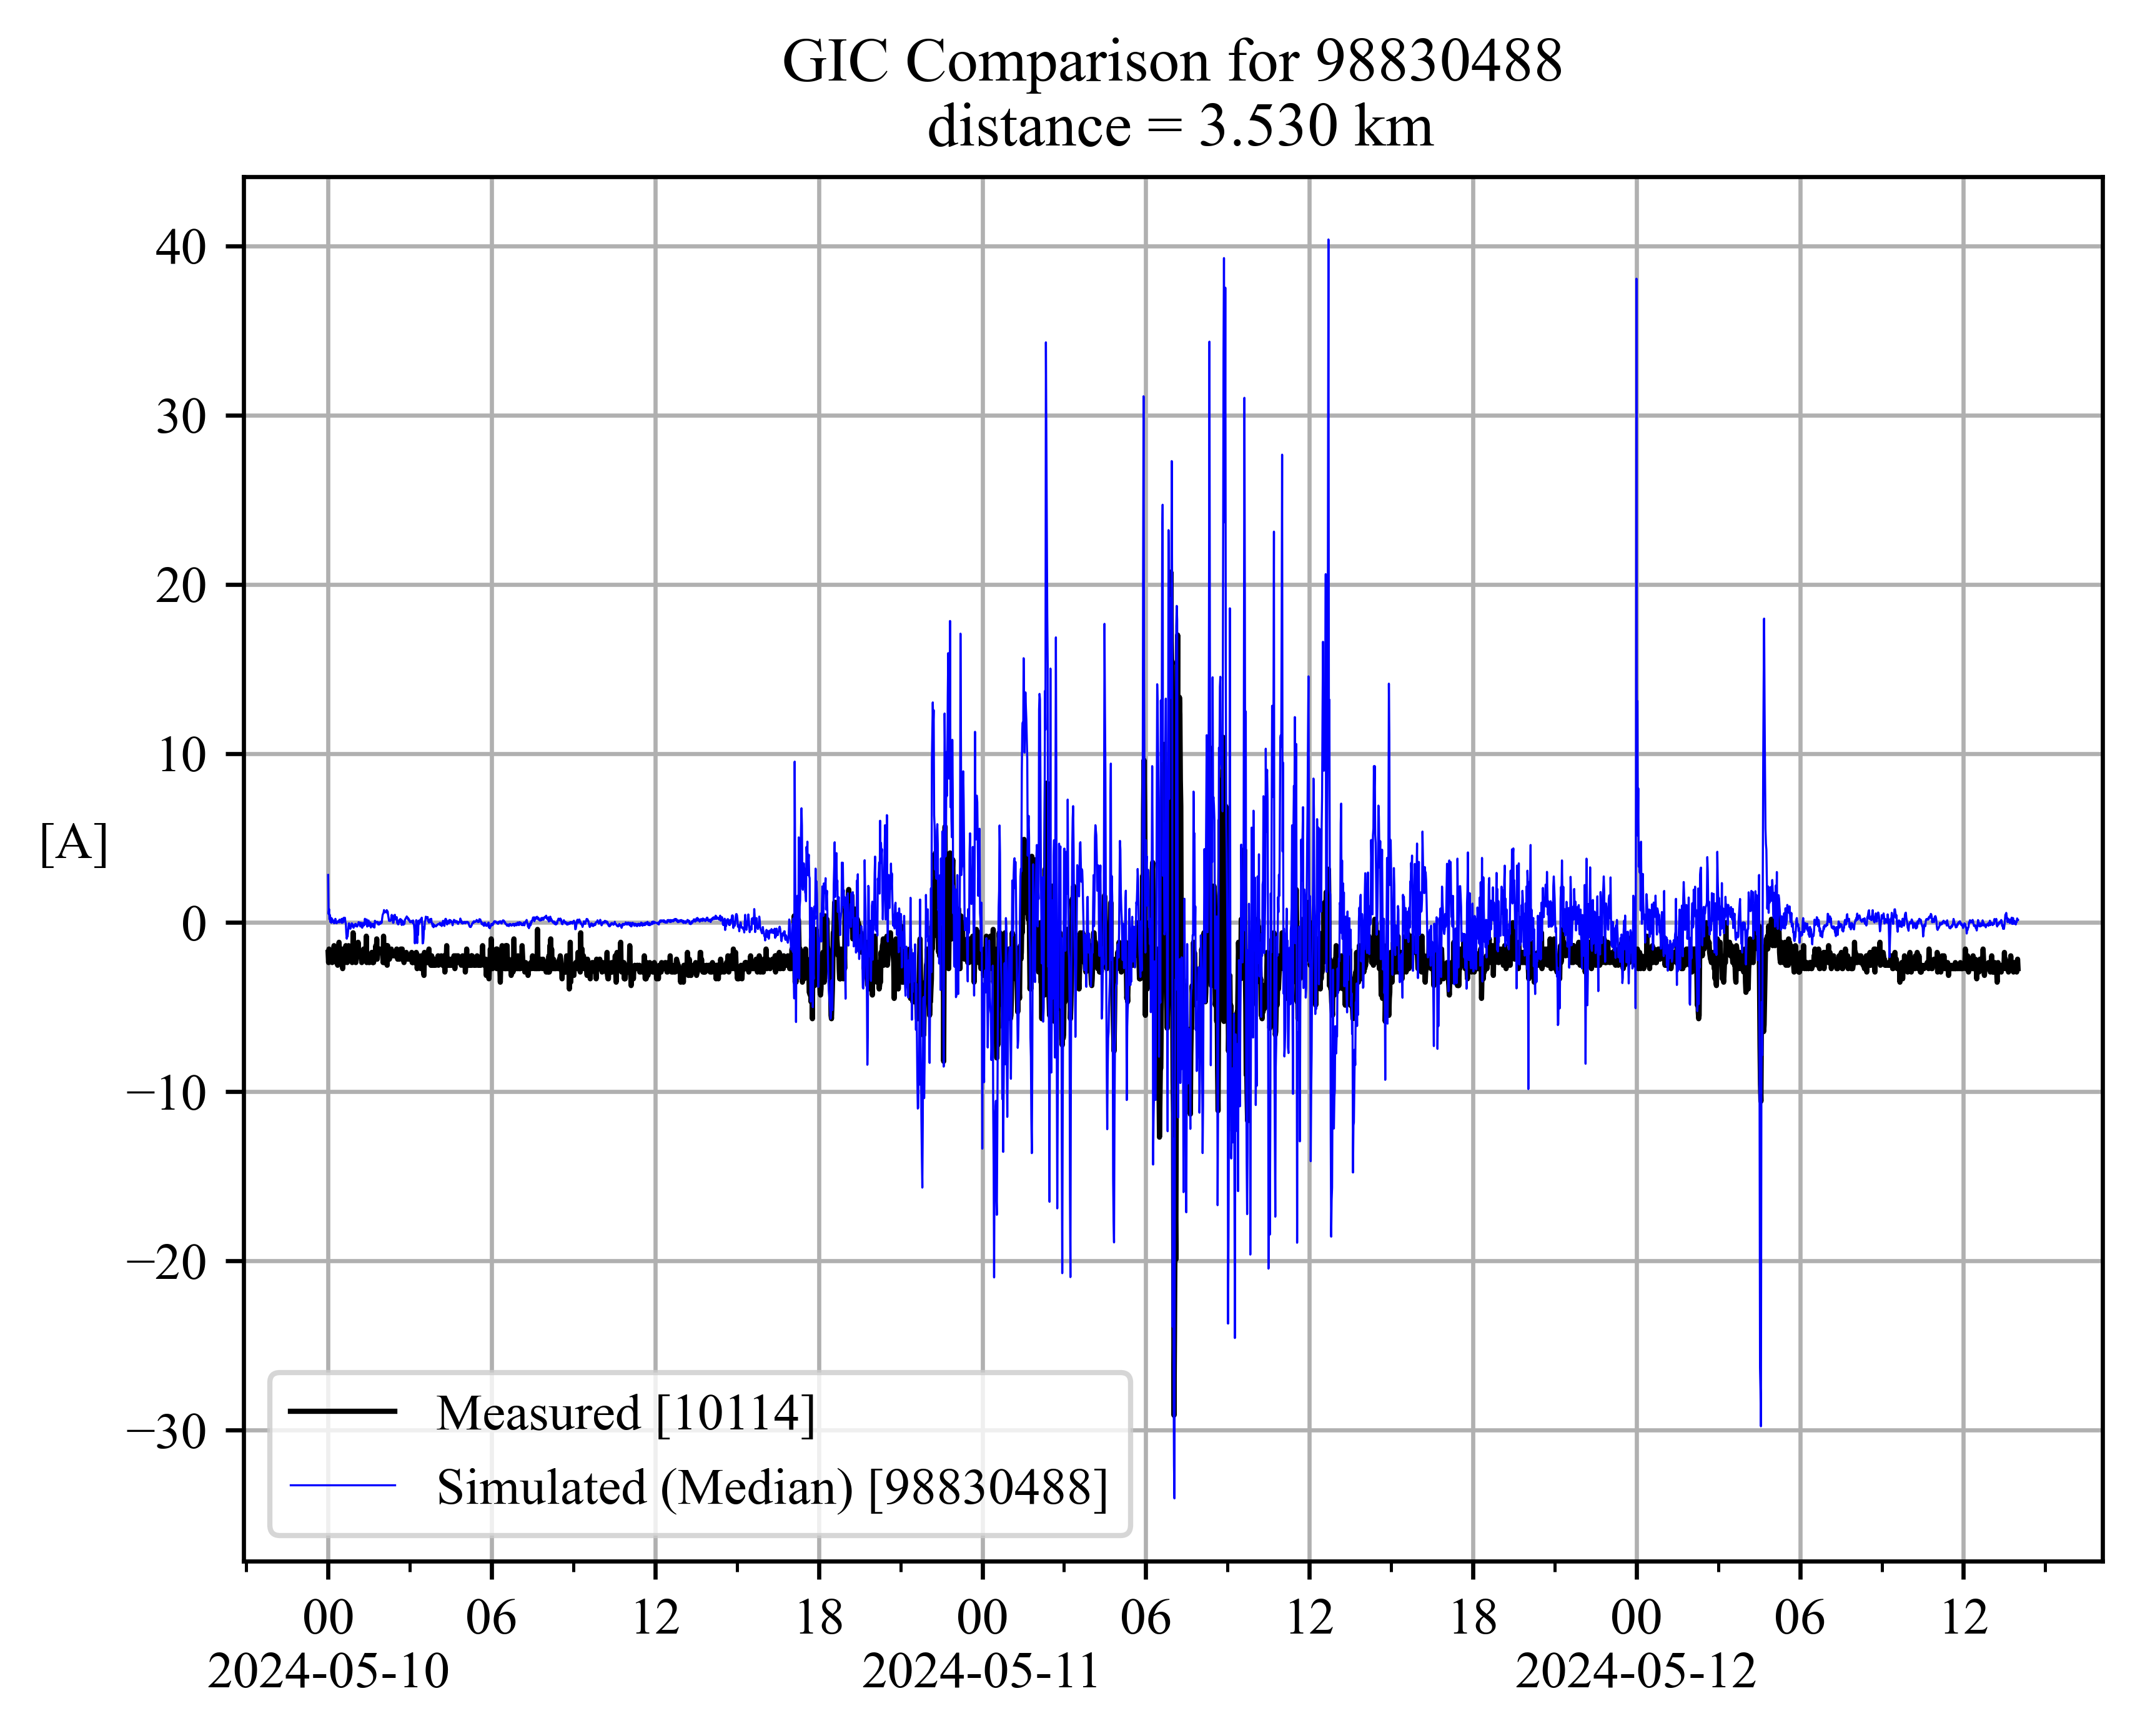 GIC Comparison for 98830488
distance = 3.530 km
40
30
20
10
[A]
0
−10
−20
−30
Measured [10114]
Simulated (Median) [98830488]
00 06 12 18 00 06 12 18 00 06 12
2024-05-10 2024-05-11 2024-05-12